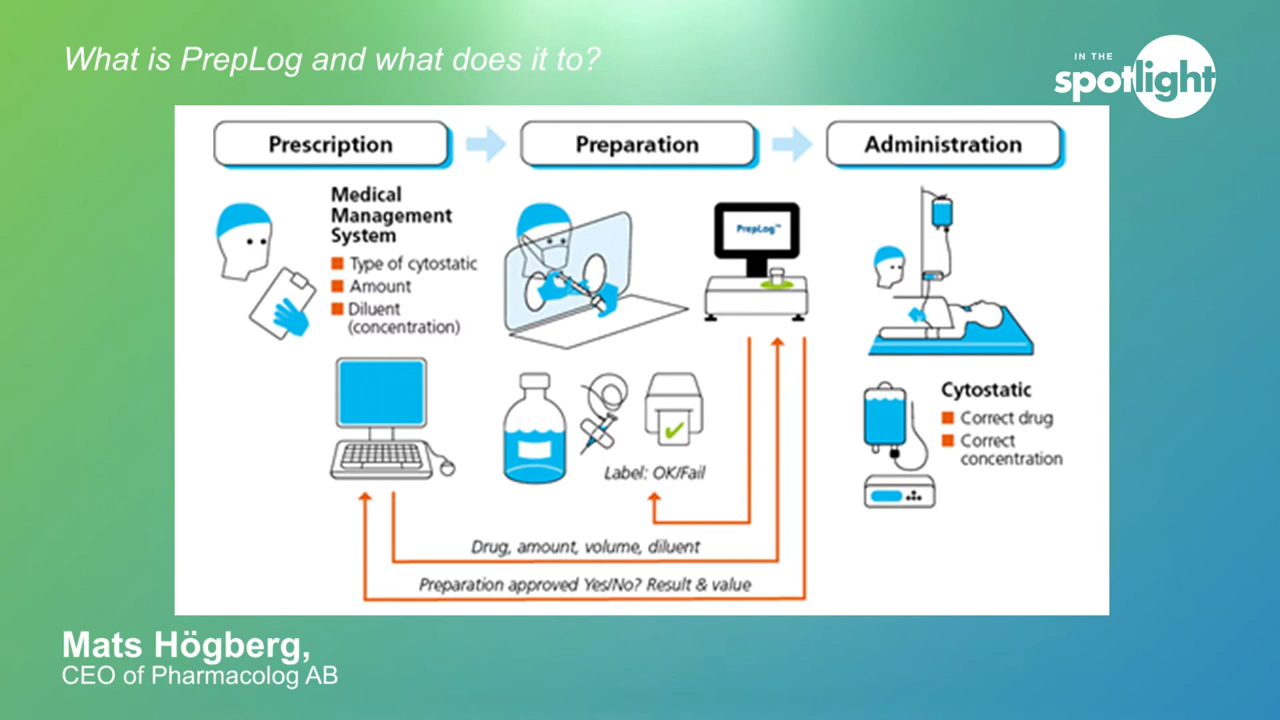 What is PrepLog and what does it to?
IN THE
spotlight
Prescription
Preparation
Administration
Medical
Management
System
Type of cytostatic
Amount
Diluent
(concentration)
PrepLog™
Label: OK/Fail
Cytostatic
Correct drug
Correct
concentration
Drug, amount, volume, diluent
Preparation approved Yes/No? Result & value
Mats Högberg,
CEO of Pharmacolog AB